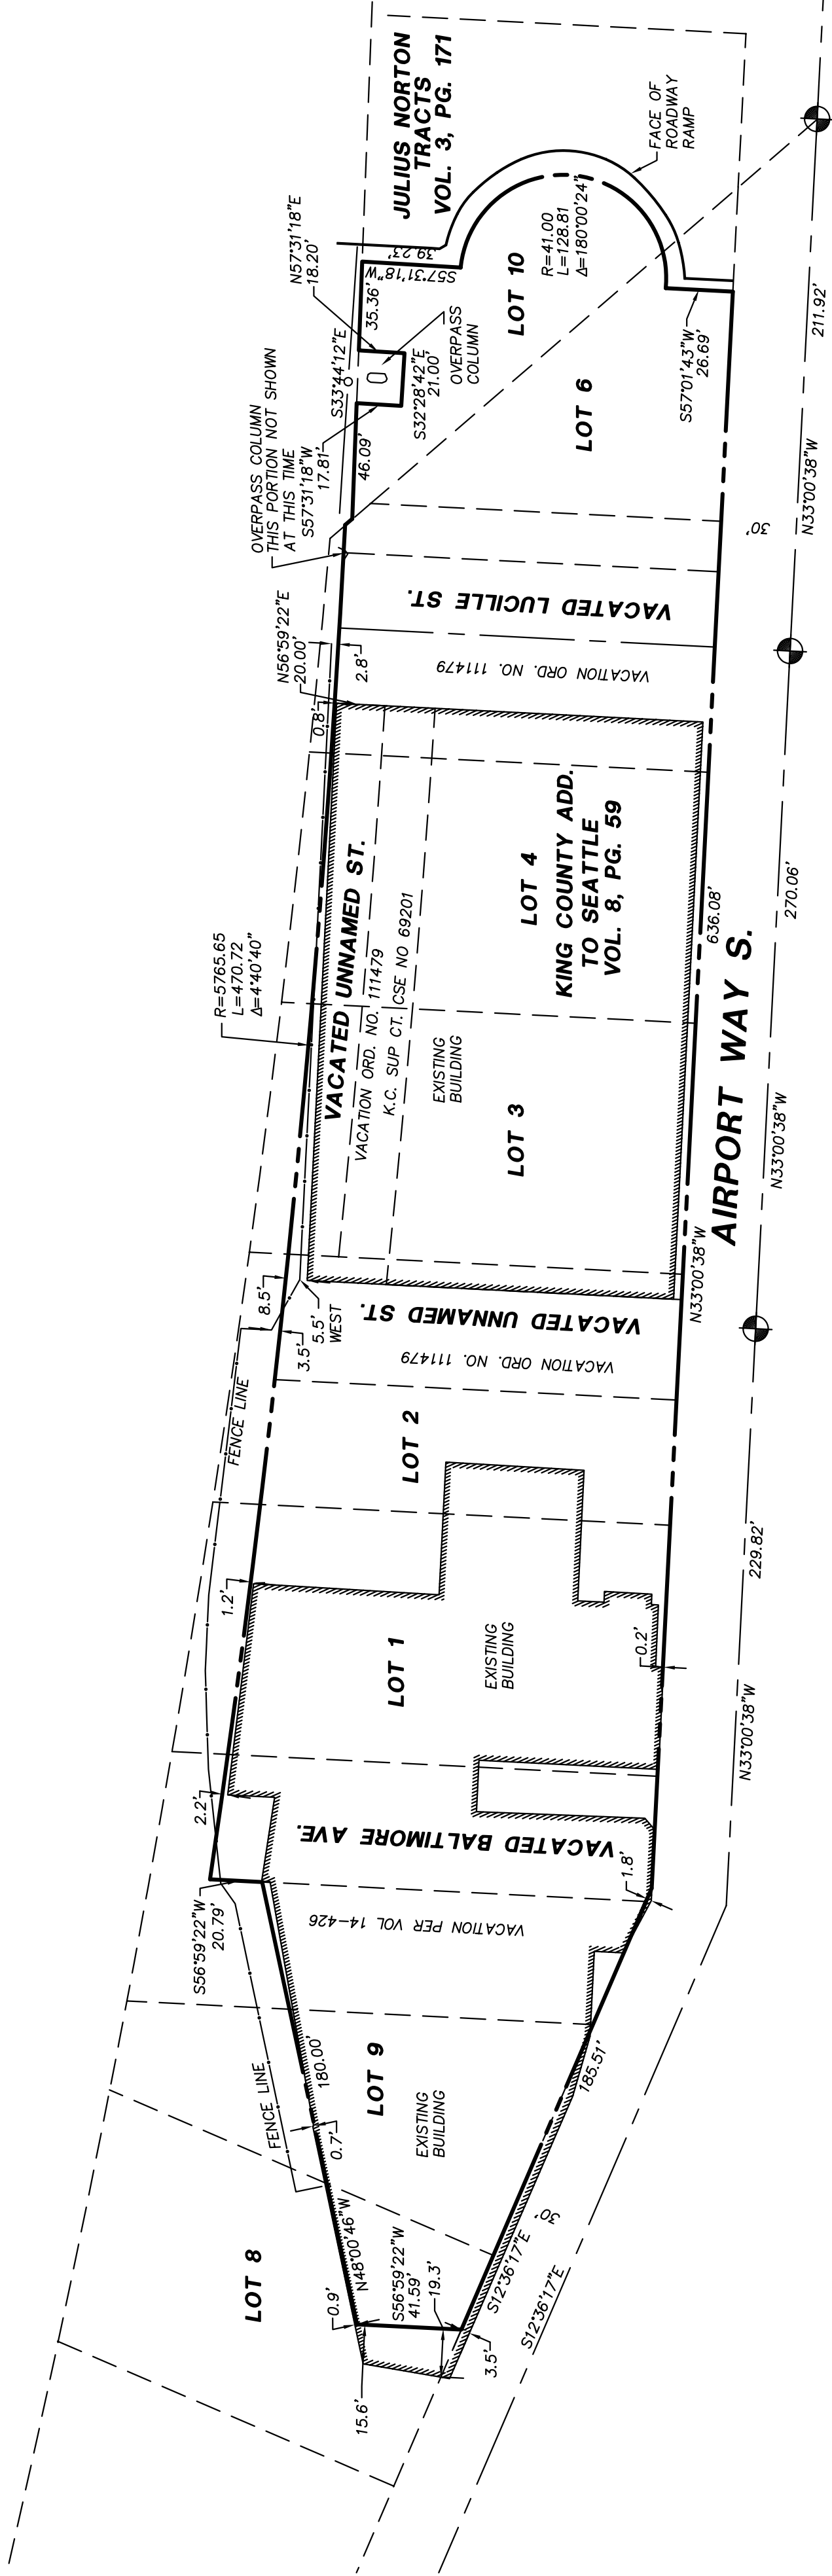 JULIUS NORTON
TRACTS
VOL. 3, PG. 171
FACE OF
ROADWAY
RAMP
N57°31'18"E
18.20'
39.23'
S57°31'18"W
35.36'
LOT 10
R=41.00
L=128.81
Δ=180°00'24"
211.92'
OVERPASS
COLUMN
S33°44'12"E
S32°28'42"E
21.00'
S57°01'43"W
26.69'
OVERPASS COLUMN
THIS PORTION NOT SHOWN
AT THIS TIME
S57°31'18"W
17.81'
46.09'
LOT 6
N33°00'38"W
30'
VACATED LUCILLE ST.
N56°59'22"E
20.00'
2.8'
VACATION ORD. NO. 111479
0.8'
LOT 4
KING COUNTY ADD.
TO SEATTLE
VOL. 8, PG. 59
636.08'
270.06'
R=5765.65
L=470.72
Δ=4°40'40"
VACATED UNNAMED ST.
VACATION ORD. NO. 111479
K.C. SUP CT. CSE NO 69201
EXISTING
BUILDING
LOT 3
AIRPORT WAY S.
N33°00'38"W
N33°00'38"W
8.5'
5.5'
WEST
3.5'
VACATED UNNAMED ST.
VACATION ORD. NO. 111479
FENCE LINE
LOT 2
229.82'
1.2'
LOT 1
EXISTING
BUILDING
0.2'
N33°00'38"W
2.2'
VACATED BALTIMORE AVE.
1.8'
S56°59'22"W
20.79'
VACATION PER VOL 14-426
FENCE LINE
180.00'
LOT 9
185.51'
0.7'
EXISTING
BUILDING
30'
LOT 8
N48°00'46"W
S56°59'22"W
41.59'
19.3'
S12°36'17"E
S12°36'17"E
0.9'
3.5'
15.6'